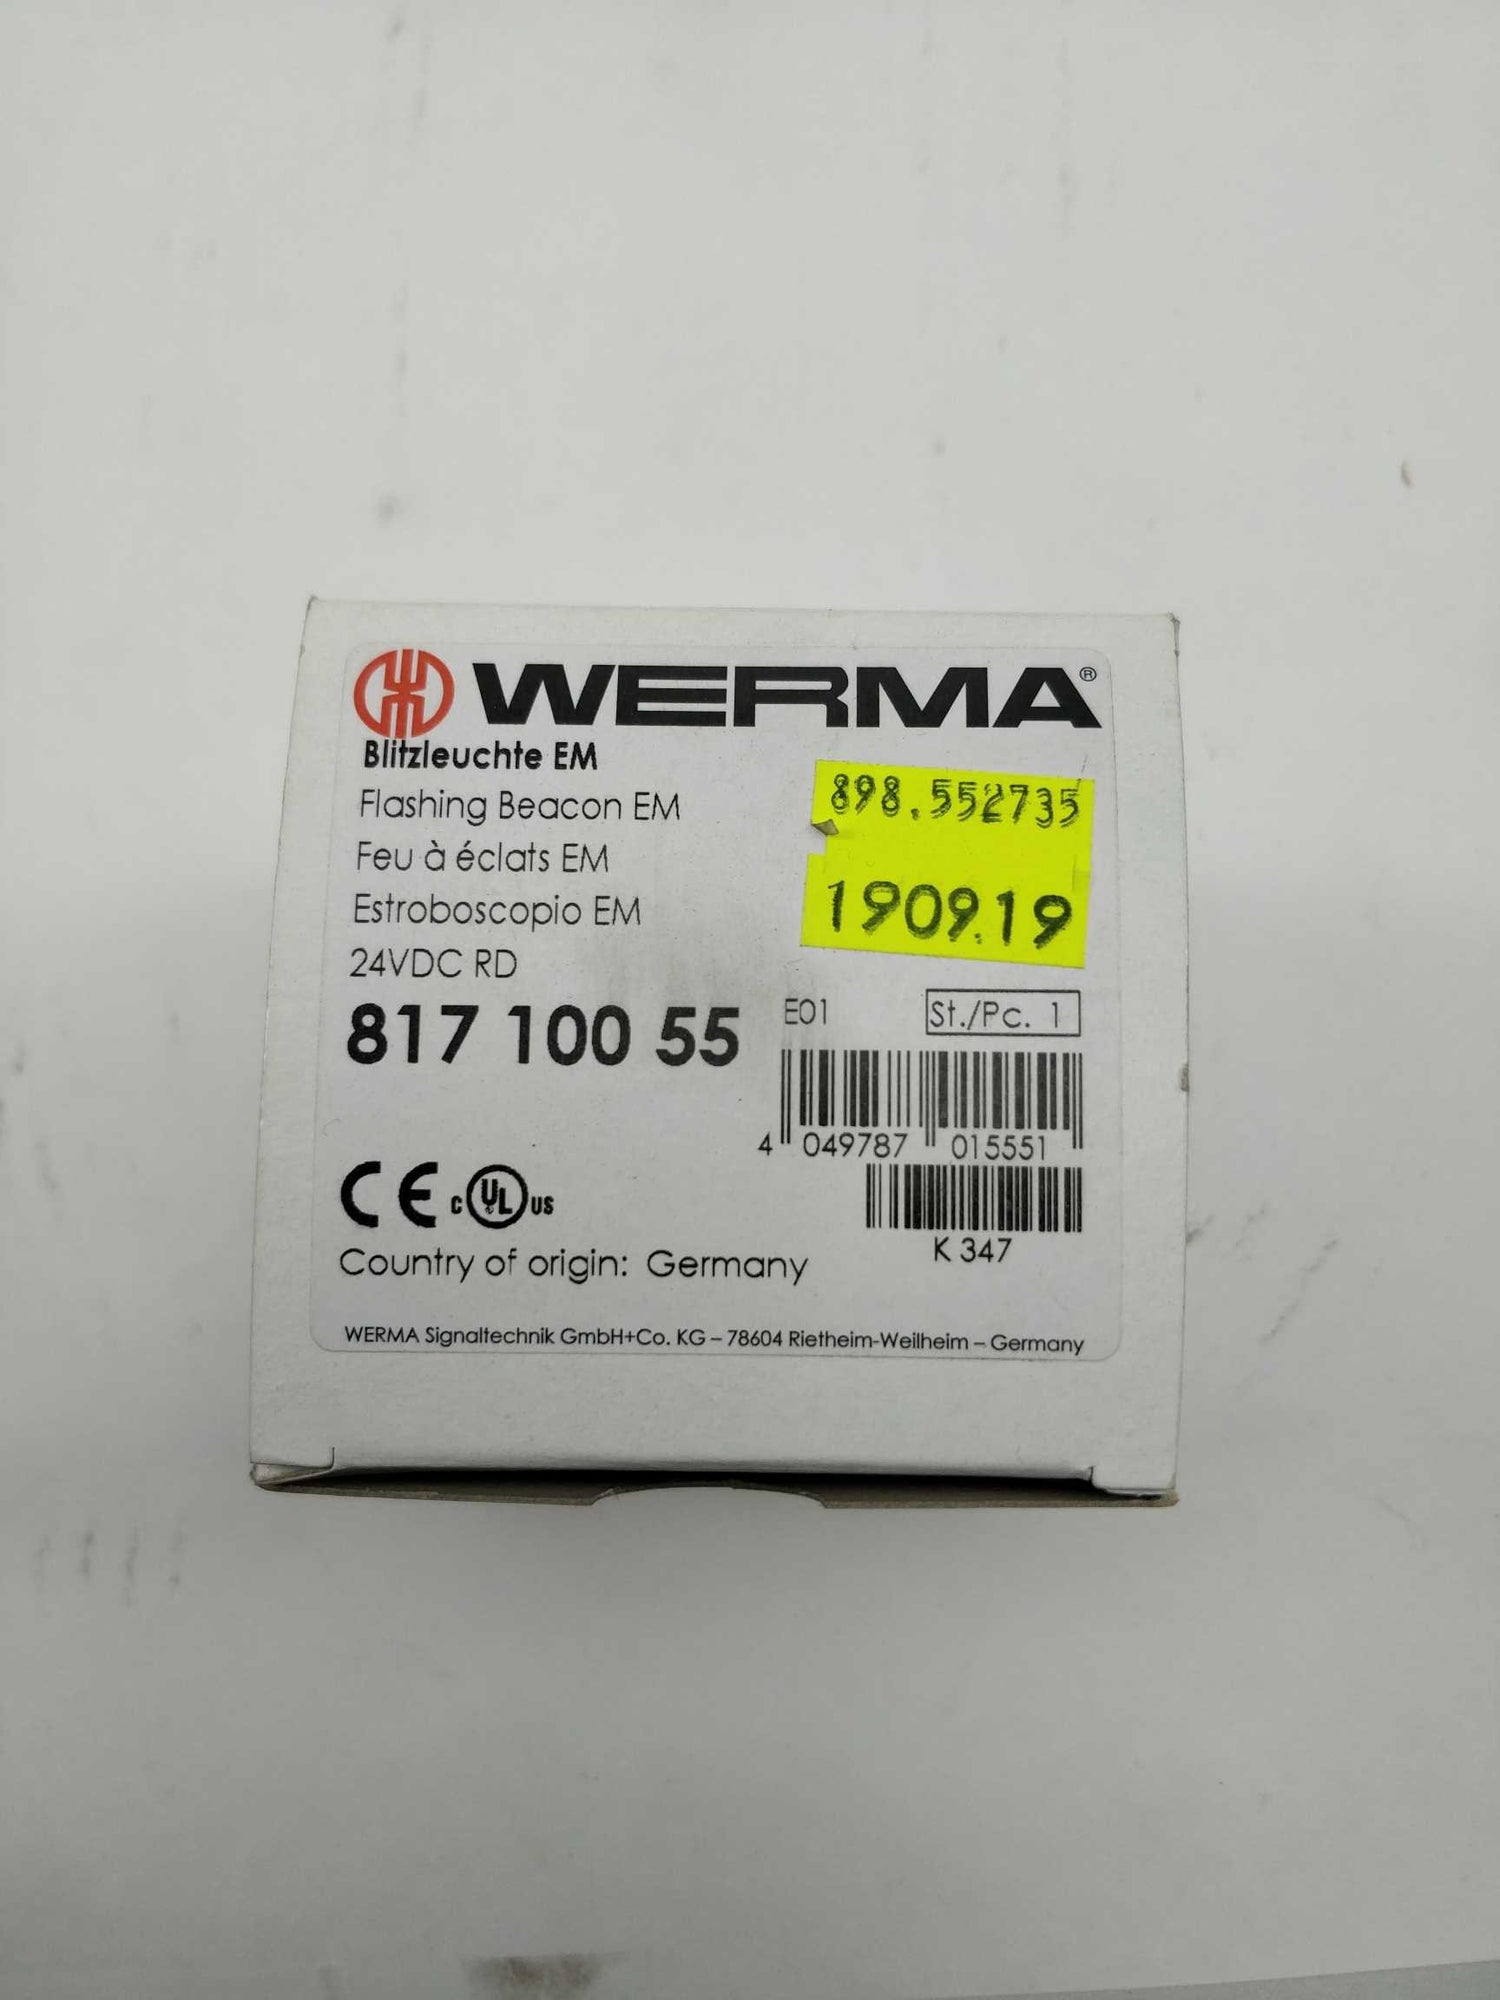 WERMA®
Blitzleuchte EM
Flashing Beacon EM
Feu à éclats EM
Estroboscopio EM
24VDC RD
817 100 55
898.552735
190919
E01
St./Pc. 1
4 049787 015551
K 347
CE c UL us
Country of origin: Germany
WERMA Signaltechnik GmbH+Co. KG – 78604 Rietheim-Weilheim – Germany